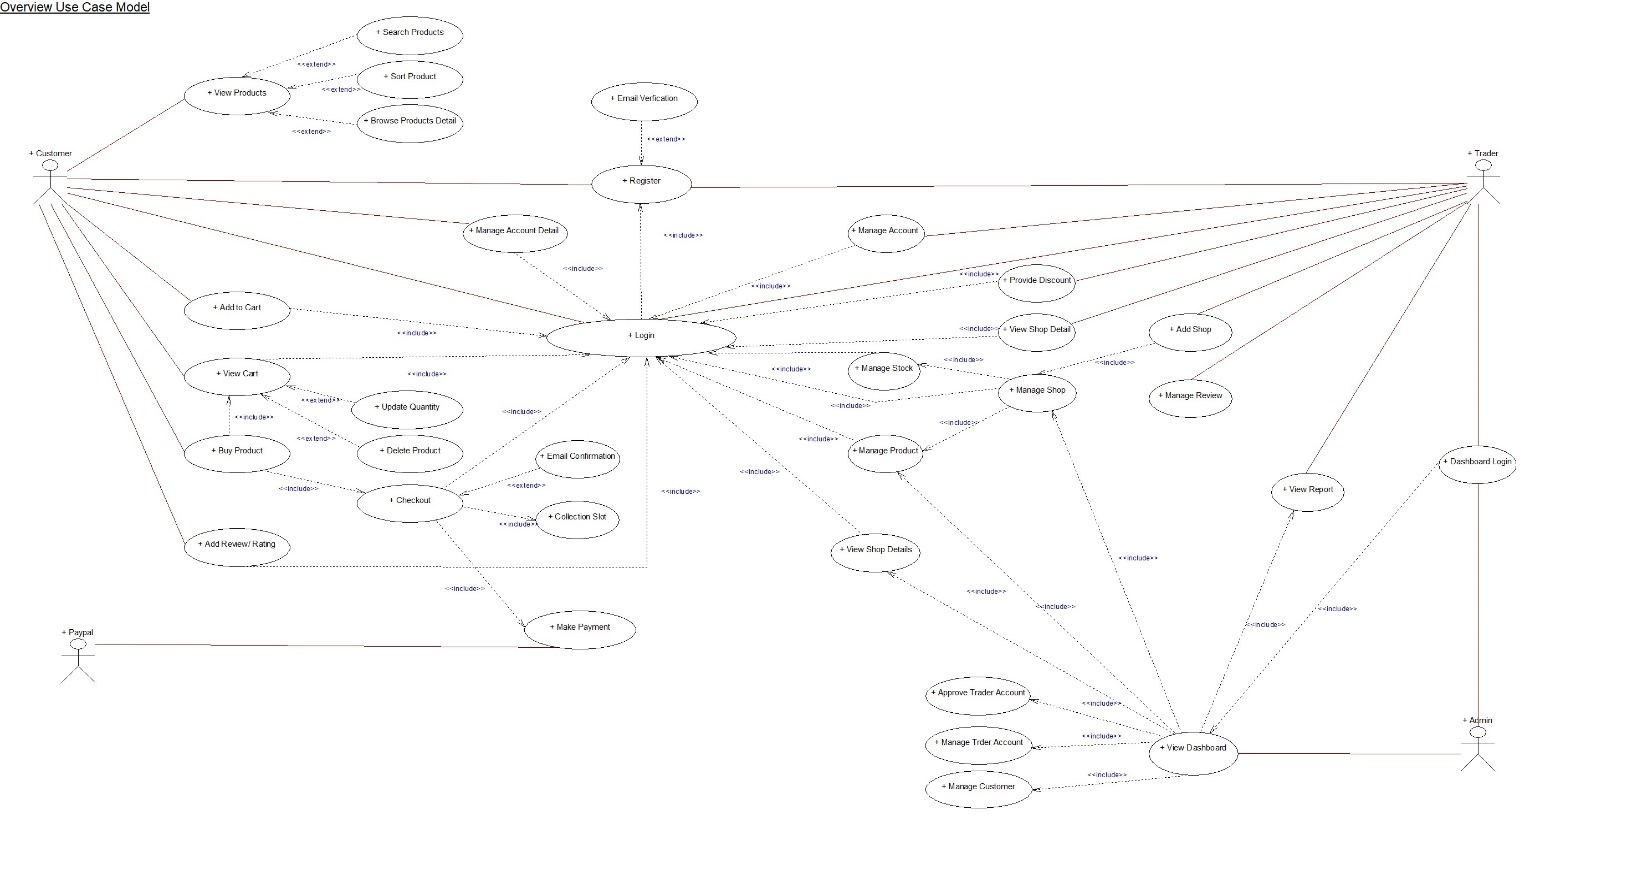 Overview Use Case Model
+ Search Products
<<extend>>
+ Sort Product
<<extend>>
+ View Products
+ Browse Products Detail
<<extend>>
+ Email Verfication
<<extend>>
+ Customer
+ Trader
+ Register
+ Manage Account Detail
+ Manage Account
<<include>>
<<include>>
<<include>>
<<include>>
+ Provide Discount
+ Add to Cart
<<include>>
+ Login
<<include>>
+ View Shop Detail
+ Add Shop
<<include>>
<<include>>
+ View Cart
<<include>>
<<include>>
+ Manage Stock
+ Manage Shop
+ Manage Review
<<extend>>
+ Update Quantity
<<include>>
<<include>>
<<include>>
<<include>>
<<extend>>
<<include>>
+ Buy Product
+ Delete Product
+ Email Confirmation
+ Manage Product
+ Dashboard Login
<<include>>
<<include>>
<<extend>>
<<include>>
+ View Report
+ Checkout
+ Collection Slot
<<include>>
+ Add Review/ Rating
+ View Shop Details
<<include>>
<<include>>
<<include>>
<<include>>
<<include>>
<<include>>
+ Paypal
+ Make Payment
+ Approve Trader Account
<<include>>
+ Admin
+ Manage Trder Account
<<include>>
+ View Dashboard
<<include>>
+ Manage Customer